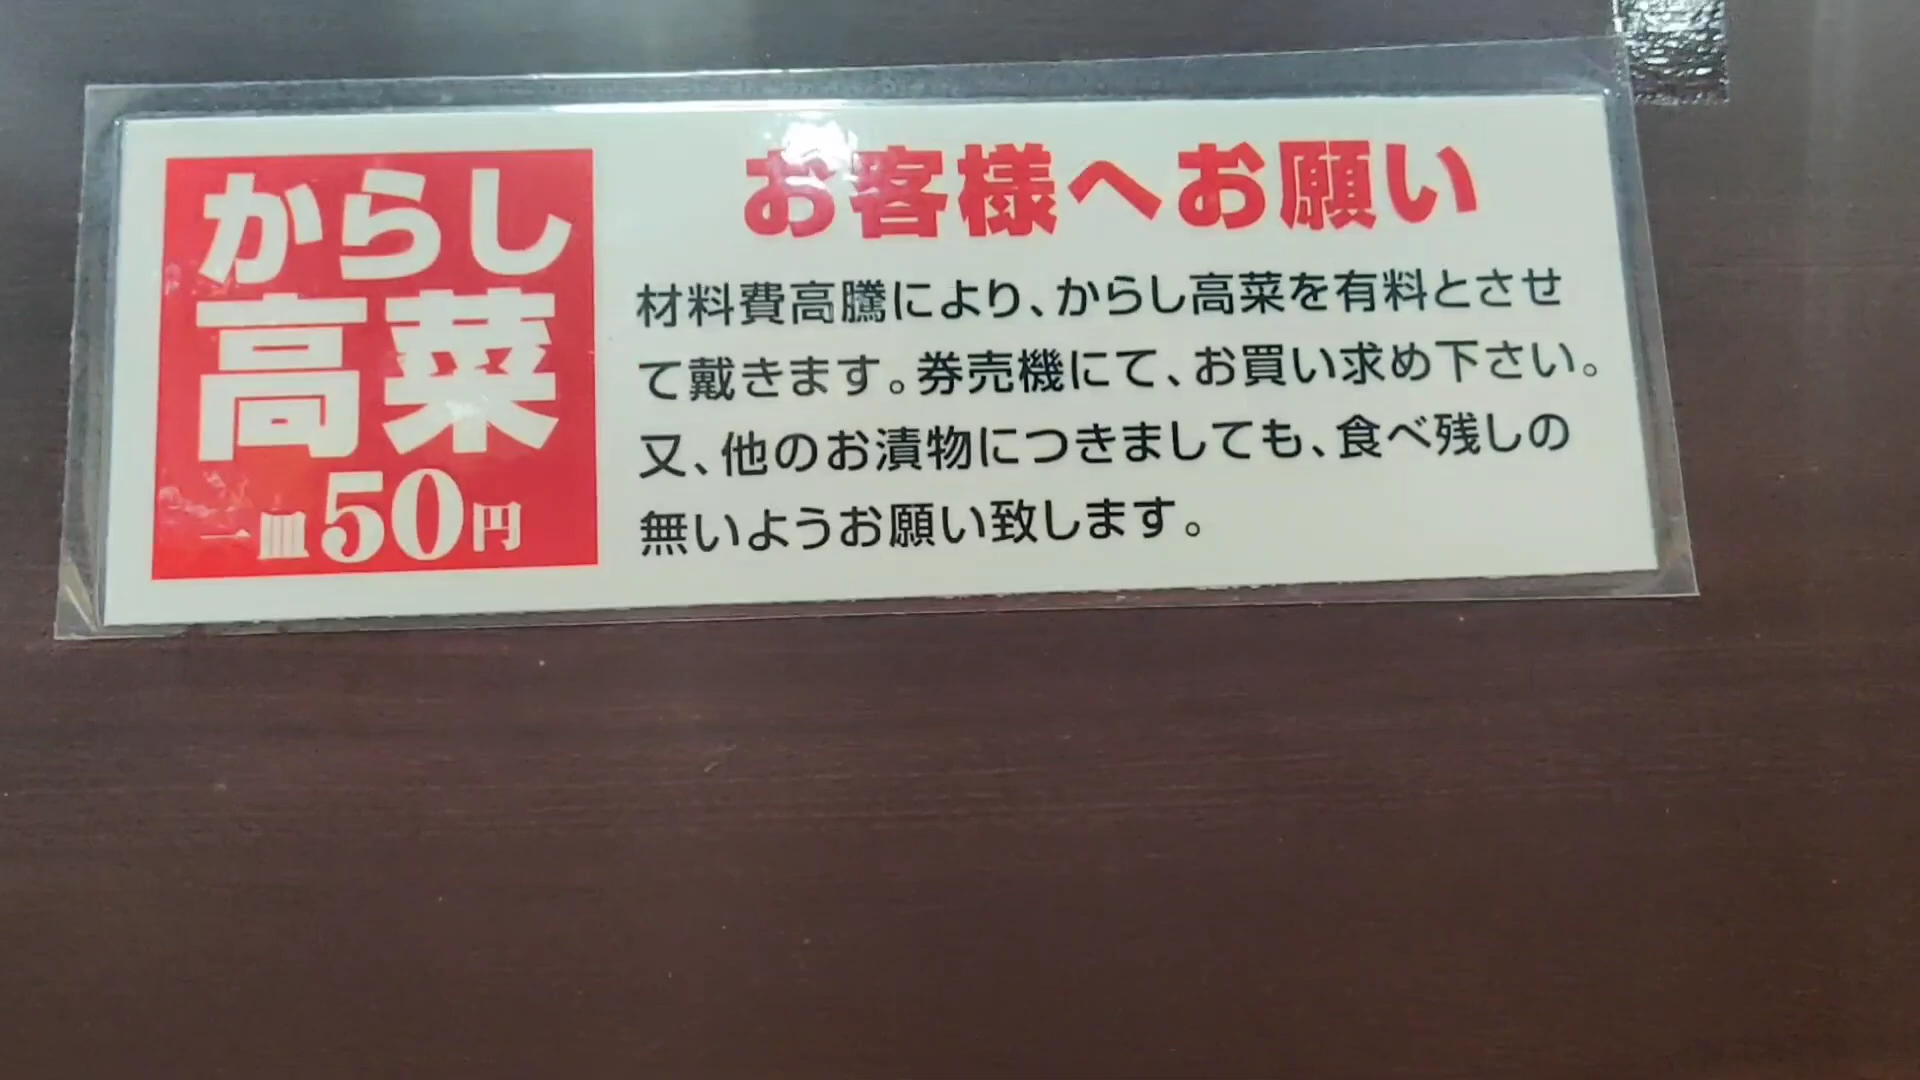 からし
高菜
一皿50円
お客様へお願い
材料費高騰により、からし高菜を有料とさせ
て戴きます。券売機にて、お買い求め下さい。
又、他のお漬物につきましても、食べ残しの
無いようお願い致します。